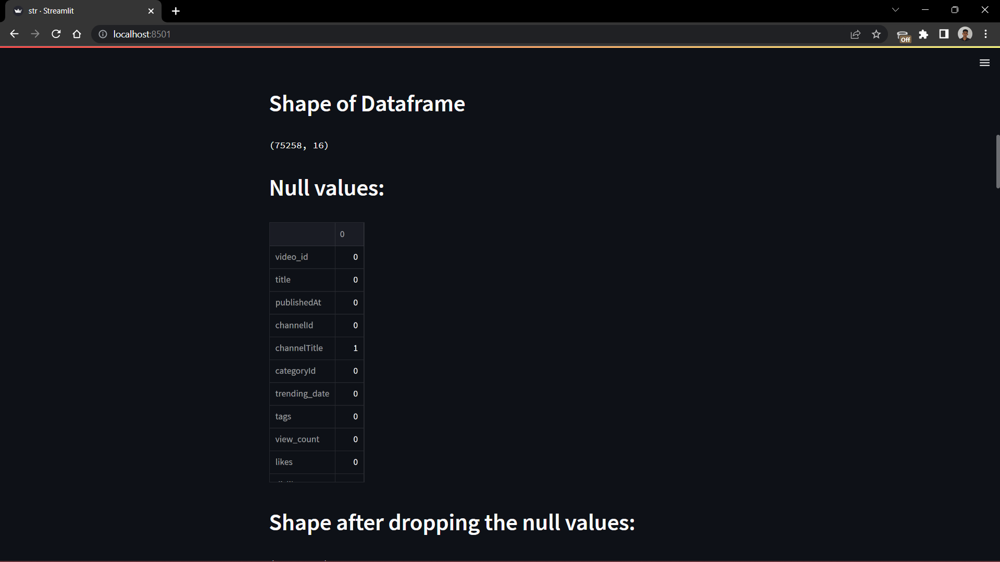 str · Streamlit
localhost:8501
Off
Shape of Dataframe
(75258, 16)
Null values:
0
video_id 0
title 0
publishedAt 0
channelId 0
channelTitle 1
categoryId 0
trending_date 0
tags 0
view_count 0
likes 0
Shape after dropping the null values: